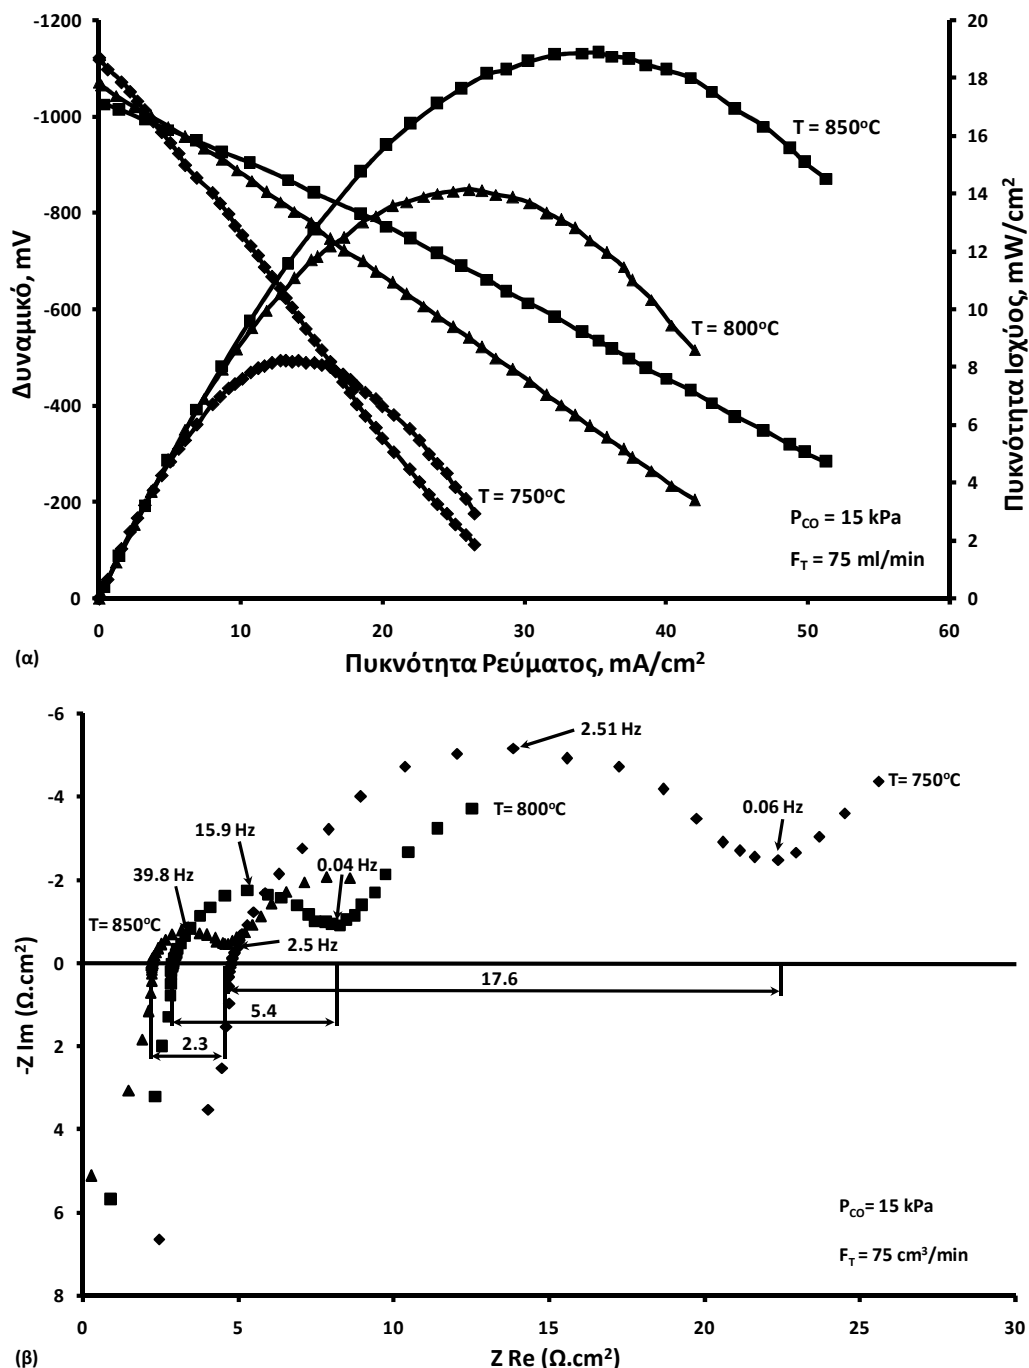 -1200
-1000
-800
-600
-400
-200
0
Δυναμικό, mV
20
18
16
14
12
10
8
6
4
2
0
Πυκνότητα Ισχύος, mW/cm²
T = 850°C
T = 800°C
T = 750°C
P_CO = 15 kPa
F_T = 75 ml/min
0 10 20 30 40 50 60
(α)
Πυκνότητα Ρεύματος, mA/cm²
-6
-4
-2
0
2
4
6
8
-Z Im (Ω.cm²)
2.51 Hz
T= 750°C
T= 800°C
0.06 Hz
15.9 Hz
0.04 Hz
39.8 Hz
T= 850°C
2.5 Hz
17.6
5.4
2.3
P_CO= 15 kPa
F_T = 75 cm³/min
0 5 10 15 20 25 30
(β)
Z Re (Ω.cm²)